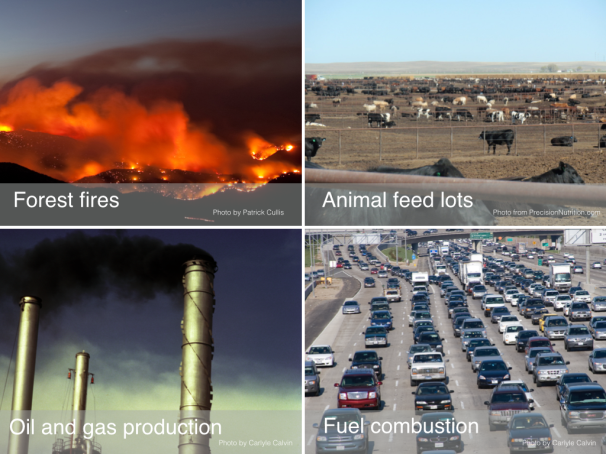 Forest fires
Photo by Patrick Cullis
Animal feed lots
Photo from PrecisionNutrition.com
Oil and gas production
Photo by Carlyle Calvin
Fuel combustion
Photo by Carlyle Calvin